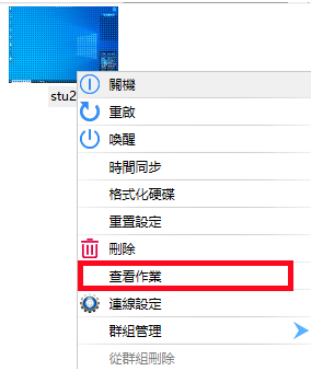 stu2
關機
重啟
喚醒
時間同步
格式化硬碟
重置設定
刪除
查看作業
連線設定
群組管理
從群組刪除